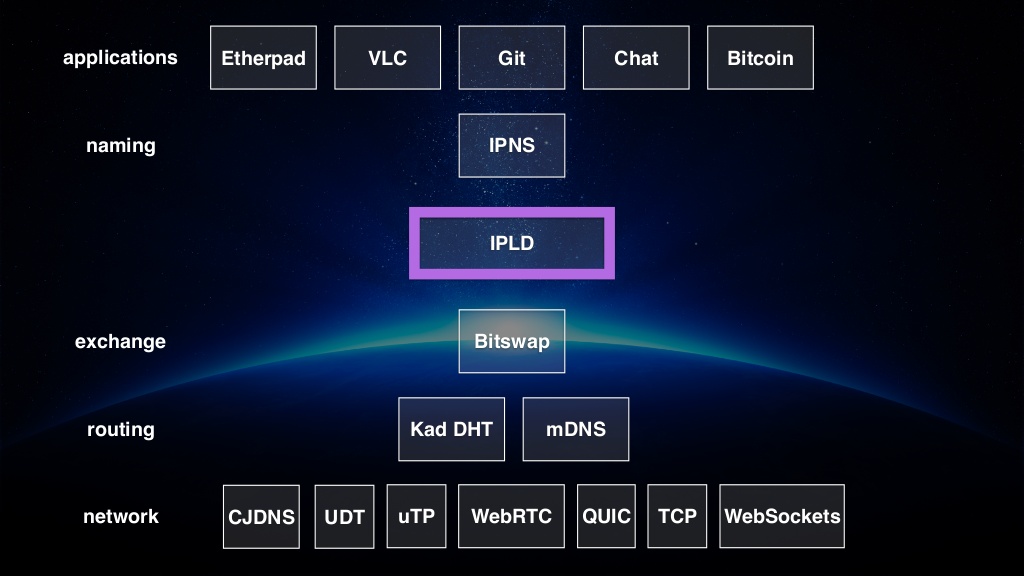 applications Etherpad VLC Git Chat Bitcoin
naming IPNS
IPLD
exchange Bitswap
routing Kad DHT mDNS
network CJDNS UDT uTP WebRTC QUIC TCP WebSockets